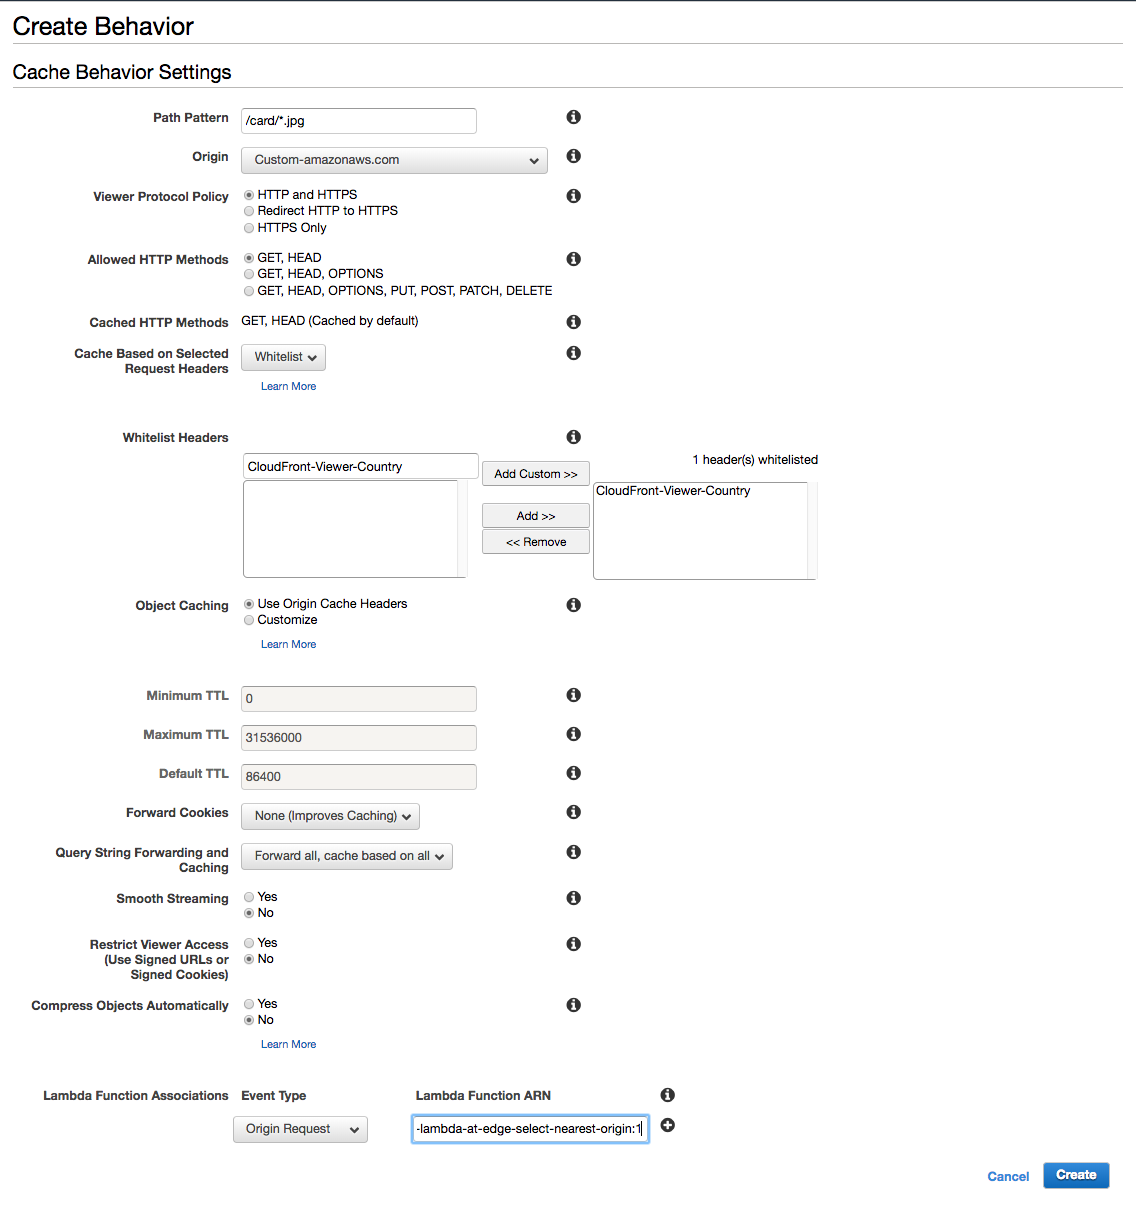 Create Behavior
Cache Behavior Settings
Path Pattern
/card/*.jpg
Origin
Custom-amazonaws.com
Viewer Protocol Policy
HTTP and HTTPS
Redirect HTTP to HTTPS
HTTPS Only
Allowed HTTP Methods
GET, HEAD
GET, HEAD, OPTIONS
GET, HEAD, OPTIONS, PUT, POST, PATCH, DELETE
Cached HTTP Methods
GET, HEAD (Cached by default)
Cache Based on Selected
Request Headers
Whitelist
Learn More
Whitelist Headers
CloudFront-Viewer-Country
Add Custom >>
Add >>
<< Remove
1 header(s) whitelisted
CloudFront-Viewer-Country
Object Caching
Use Origin Cache Headers
Customize
Learn More
Minimum TTL
0
Maximum TTL
31536000
Default TTL
86400
Forward Cookies
None (Improves Caching)
Query String Forwarding and
Caching
Forward all, cache based on all
Smooth Streaming
Yes
No
Restrict Viewer Access
(Use Signed URLs or
Signed Cookies)
Yes
No
Compress Objects Automatically
Yes
No
Learn More
Lambda Function Associations
Event Type
Lambda Function ARN
Origin Request
-lambda-at-edge-select-nearest-origin:1
Cancel
Create